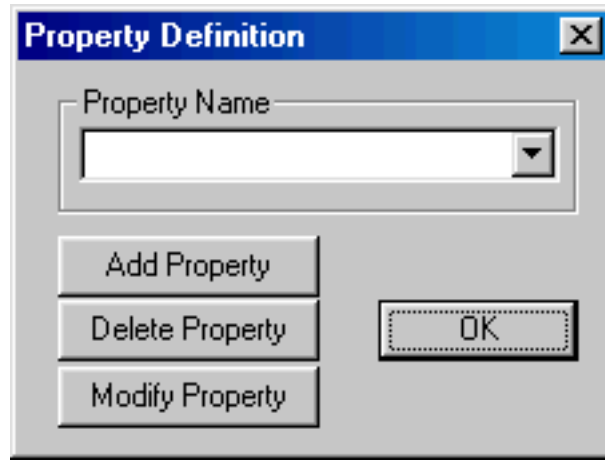 Property Definition
Property Name
Add Property
Delete Property
OK
Modify Property